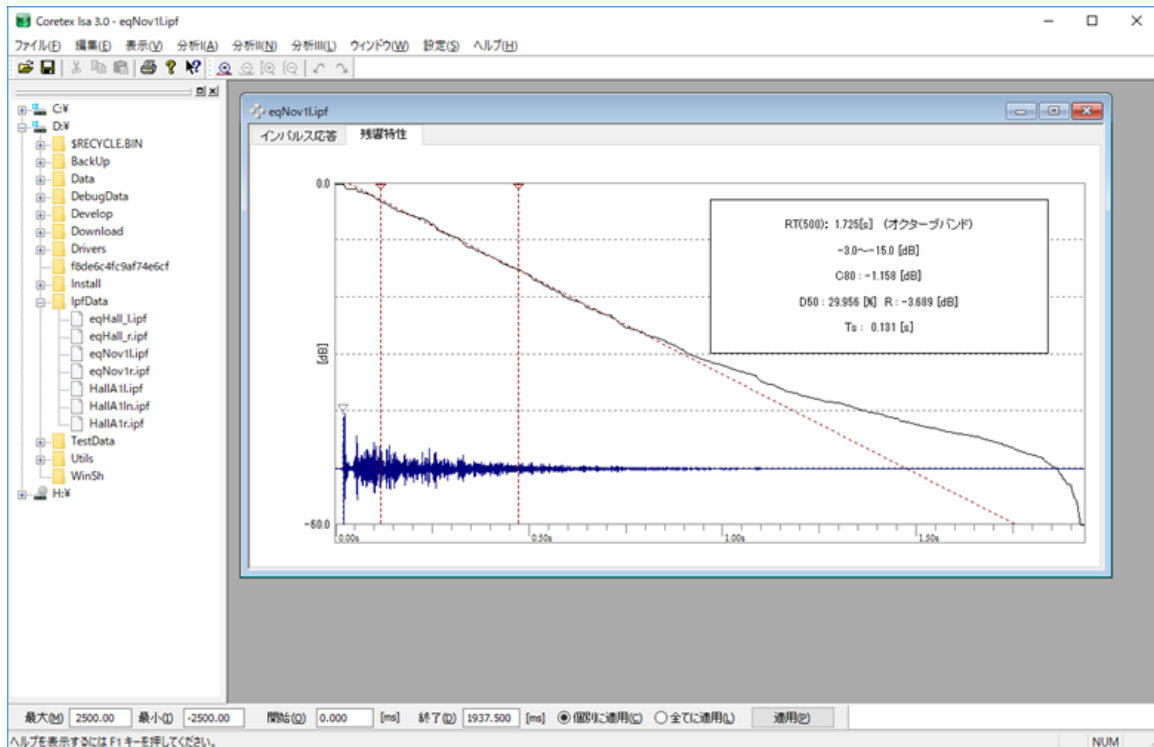 Coretex Isa 3.0 - eqNov1l.ipf
ファイル(F) 編集(E) 表示(V) 分析I(A) 分析II(N) 分析III(L) ウィンドウ(W) 設定(S) ヘルプ(H)
C:¥
D:¥
$RECYCLE.BIN
BackUp
Data
DebugData
Develop
Download
Drivers
f8de6c4fc9af74e6cf
Install
IpfData
eqHall_l.ipf
eqHall_r.ipf
eqNov1l.ipf
eqNov1r.ipf
HallA1l.ipf
HallA1ln.ipf
HallA1r.ipf
TestData
Utils
WinSh
H:¥
eqNov1l.ipf
インパルス応答 残響特性
0.0
[dB]
-60.0
0.00s 0.50s 1.00s 1.50s
RT(500): 1.725[s] (オクターブバンド)
-3.0～-15.0 [dB]
C80 : -1.158 [dB]
D50 : 29.956 [%] R : -3.689 [dB]
Ts : 0.131 [s]
最大(M) 2500.00 最小(I) -2500.00 開始(O) 0.000 [ms] 終了(D) 1937.500 [ms] 個別に適用(C) 全てに適用(L) 適用(P)
ヘルプを表示するには F1 キーを押してください。
NUM